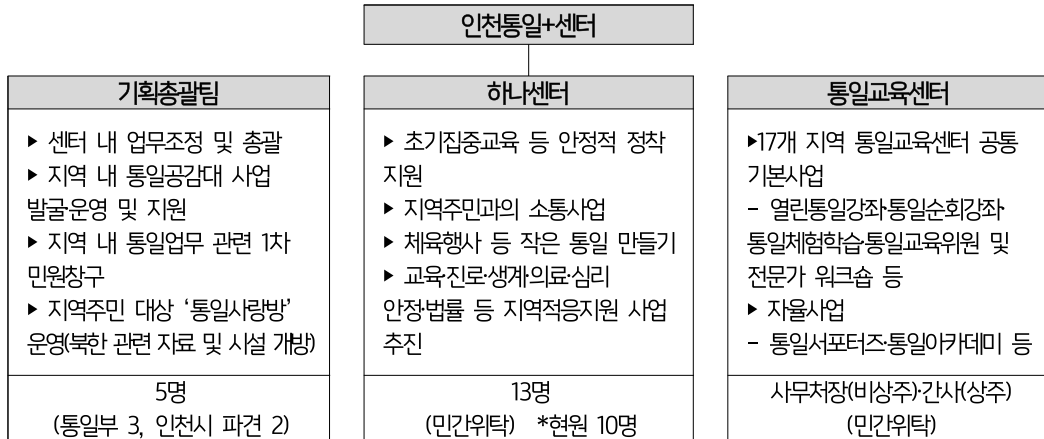 인천통일+센터
기획총괄팀
▸ 센터 내 업무조정 및 총괄
▸ 지역 내 통일공감대 사업
발굴·운영 및 지원
▸ 지역 내 통일업무 관련 1차
민원창구
▸ 지역주민 대상 ‘통일사랑방’
운영(북한 관련 자료 및 시설 개방)
5명
(통일부 3, 인천시 파견 2)
하나센터
▸ 초기집중교육 등 안정적 정착
지원
▸ 지역주민과의 소통사업
▸ 체육행사 등 작은 통일 만들기
▸ 교육·진로·생계·의료·심리
안정·법률 등 지역적응지원 사업
추진
13명
(민간위탁) *현원 10명
통일교육센터
▸17개 지역 통일교육센터 공통
기본사업
- 열린통일강좌·통일순회강좌·
통일체험학습·통일교육위원 및
전문가 워크숍 등
▸ 자율사업
- 통일서포터즈·통일아카데미 등
사무처장(비상주)·간사(상주)
(민간위탁)